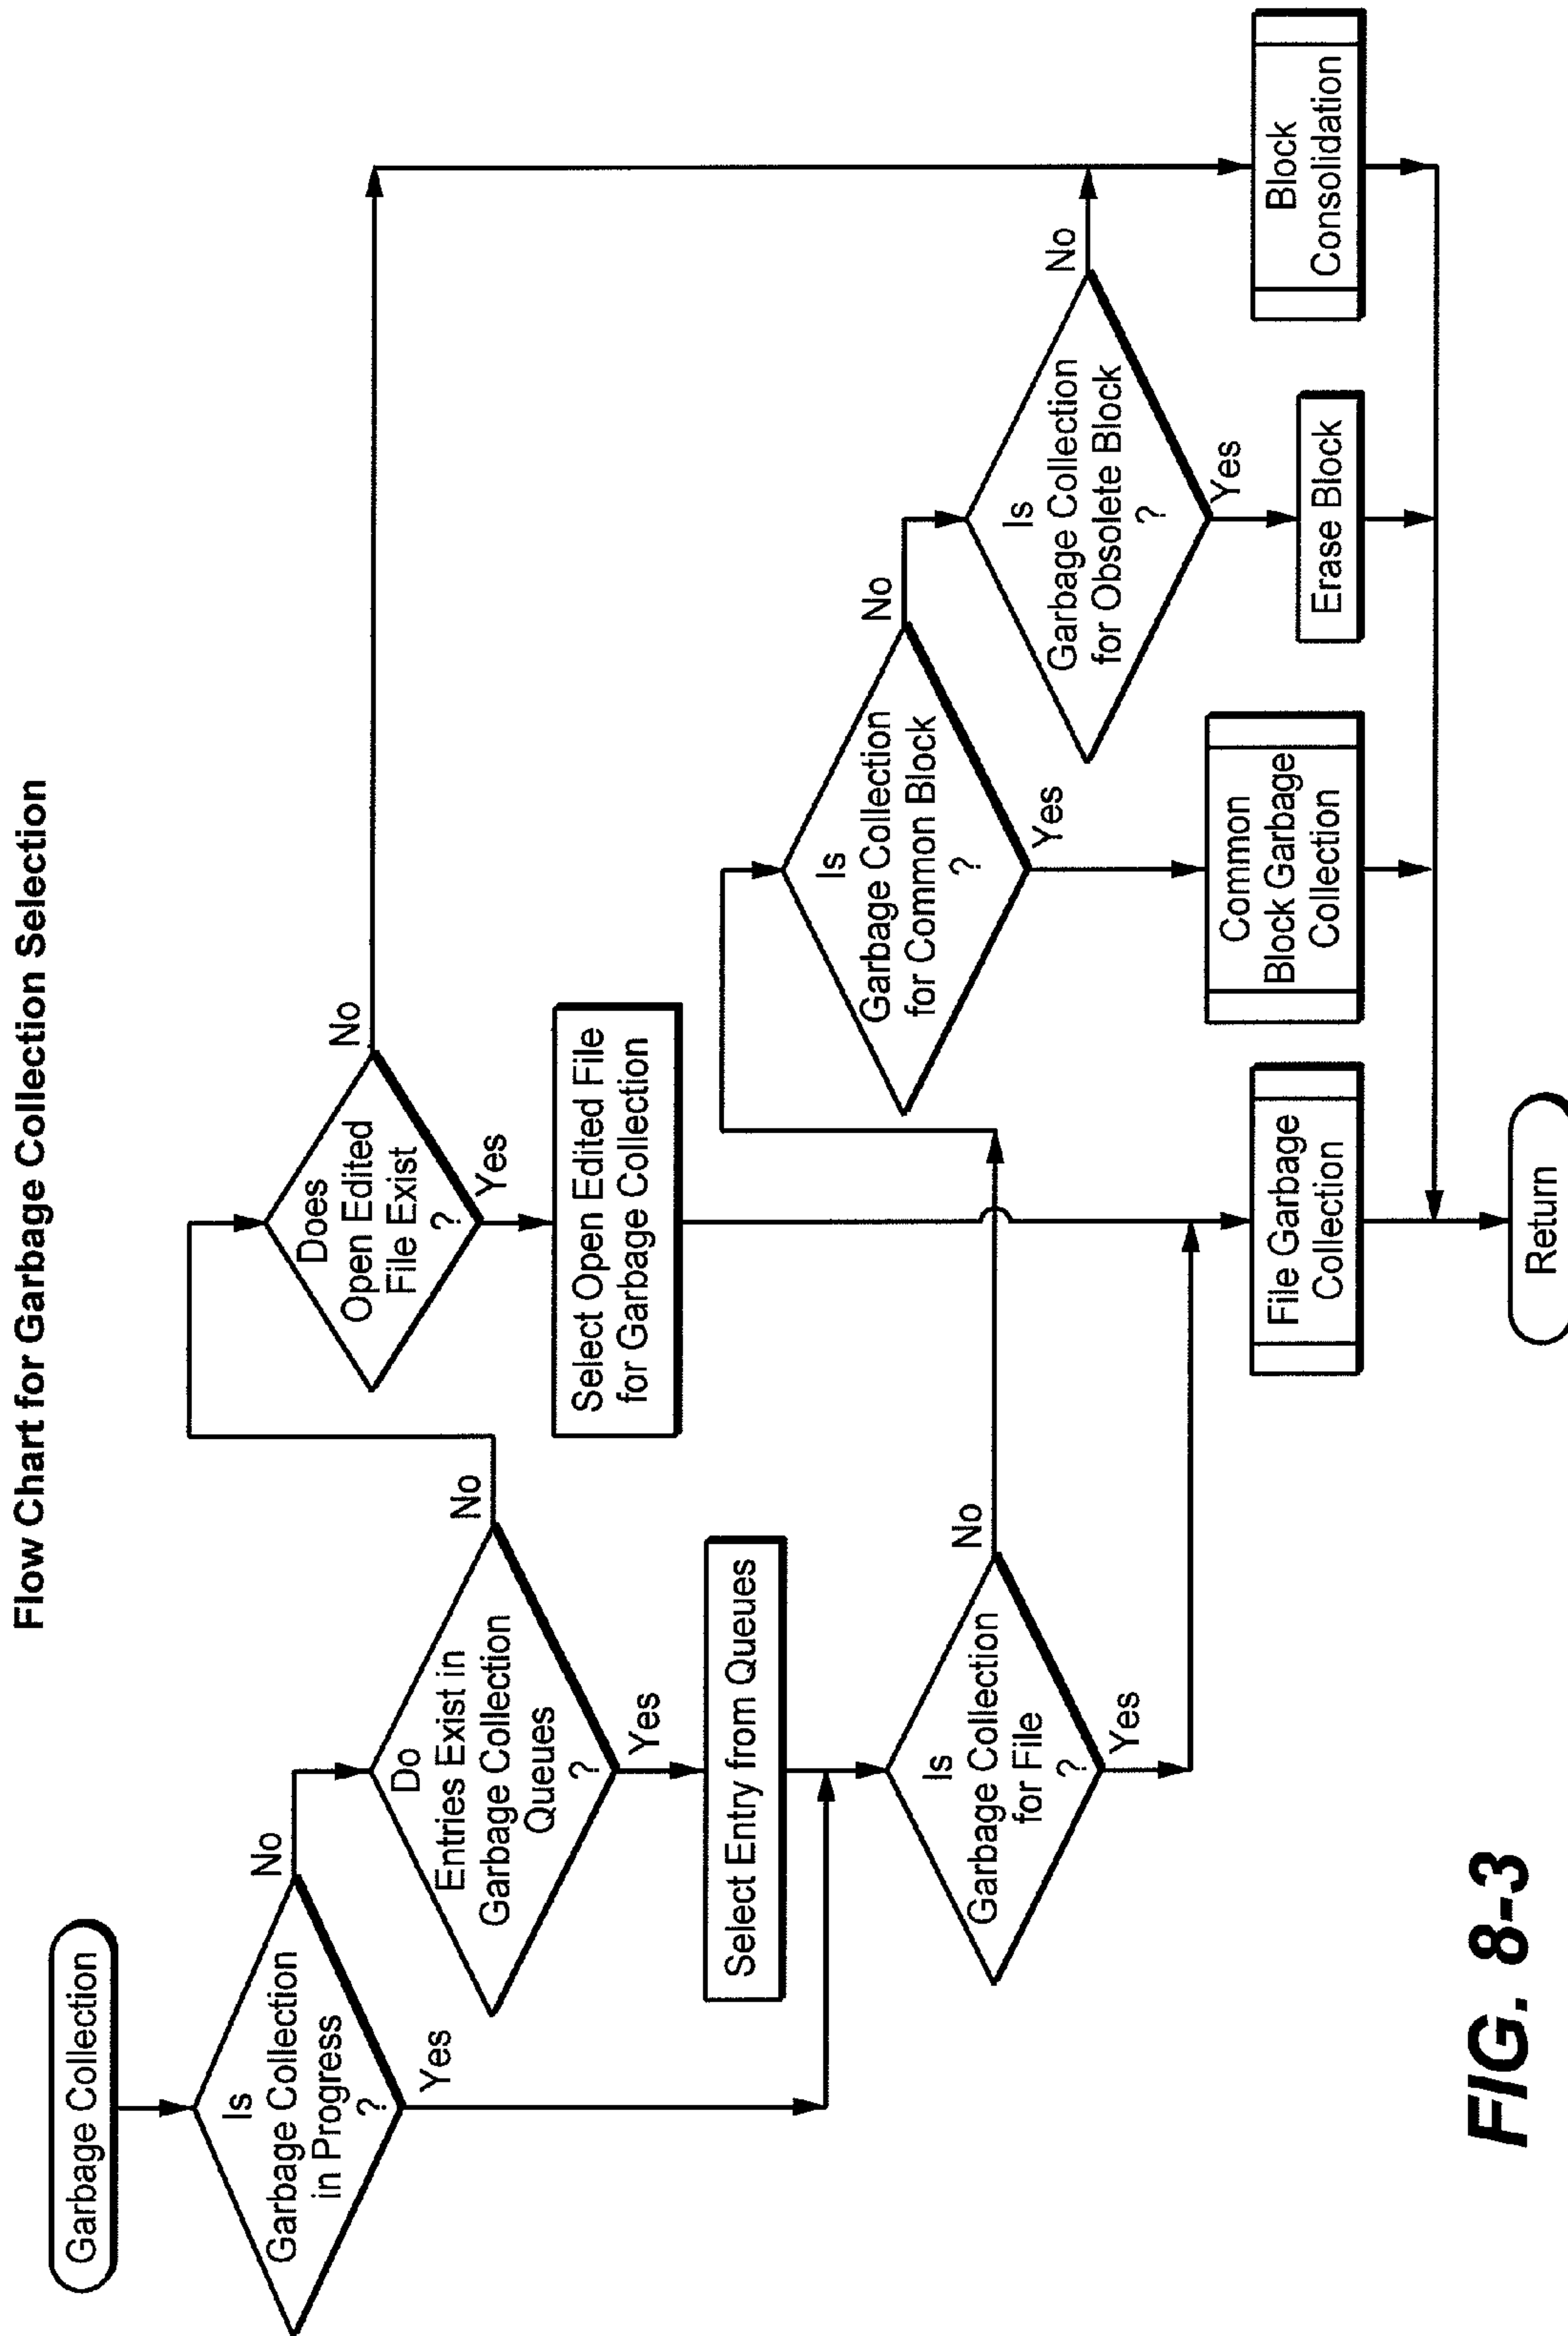 Flow Chart for Garbage Collection Selection
Garbage Collection
Is
Garbage Collection
in Progress
?
No
Yes
Do
Entries Exist in
Garbage Collection
Queues
?
No
Yes
Select Entry from Queues
Does
Open Edited
File Exist
?
No
Yes
Select Open Edited File
for Garbage Collection
Is
Garbage Collection
for File
?
No
Yes
Is
Garbage Collection
for Common Block
?
No
Yes
Is
Garbage Collection
for Obsolete Block
?
No
Yes
File Garbage
Collection
Common
Block Garbage
Collection
Erase Block
Block
Consolidation
Return
FIG. 8-3